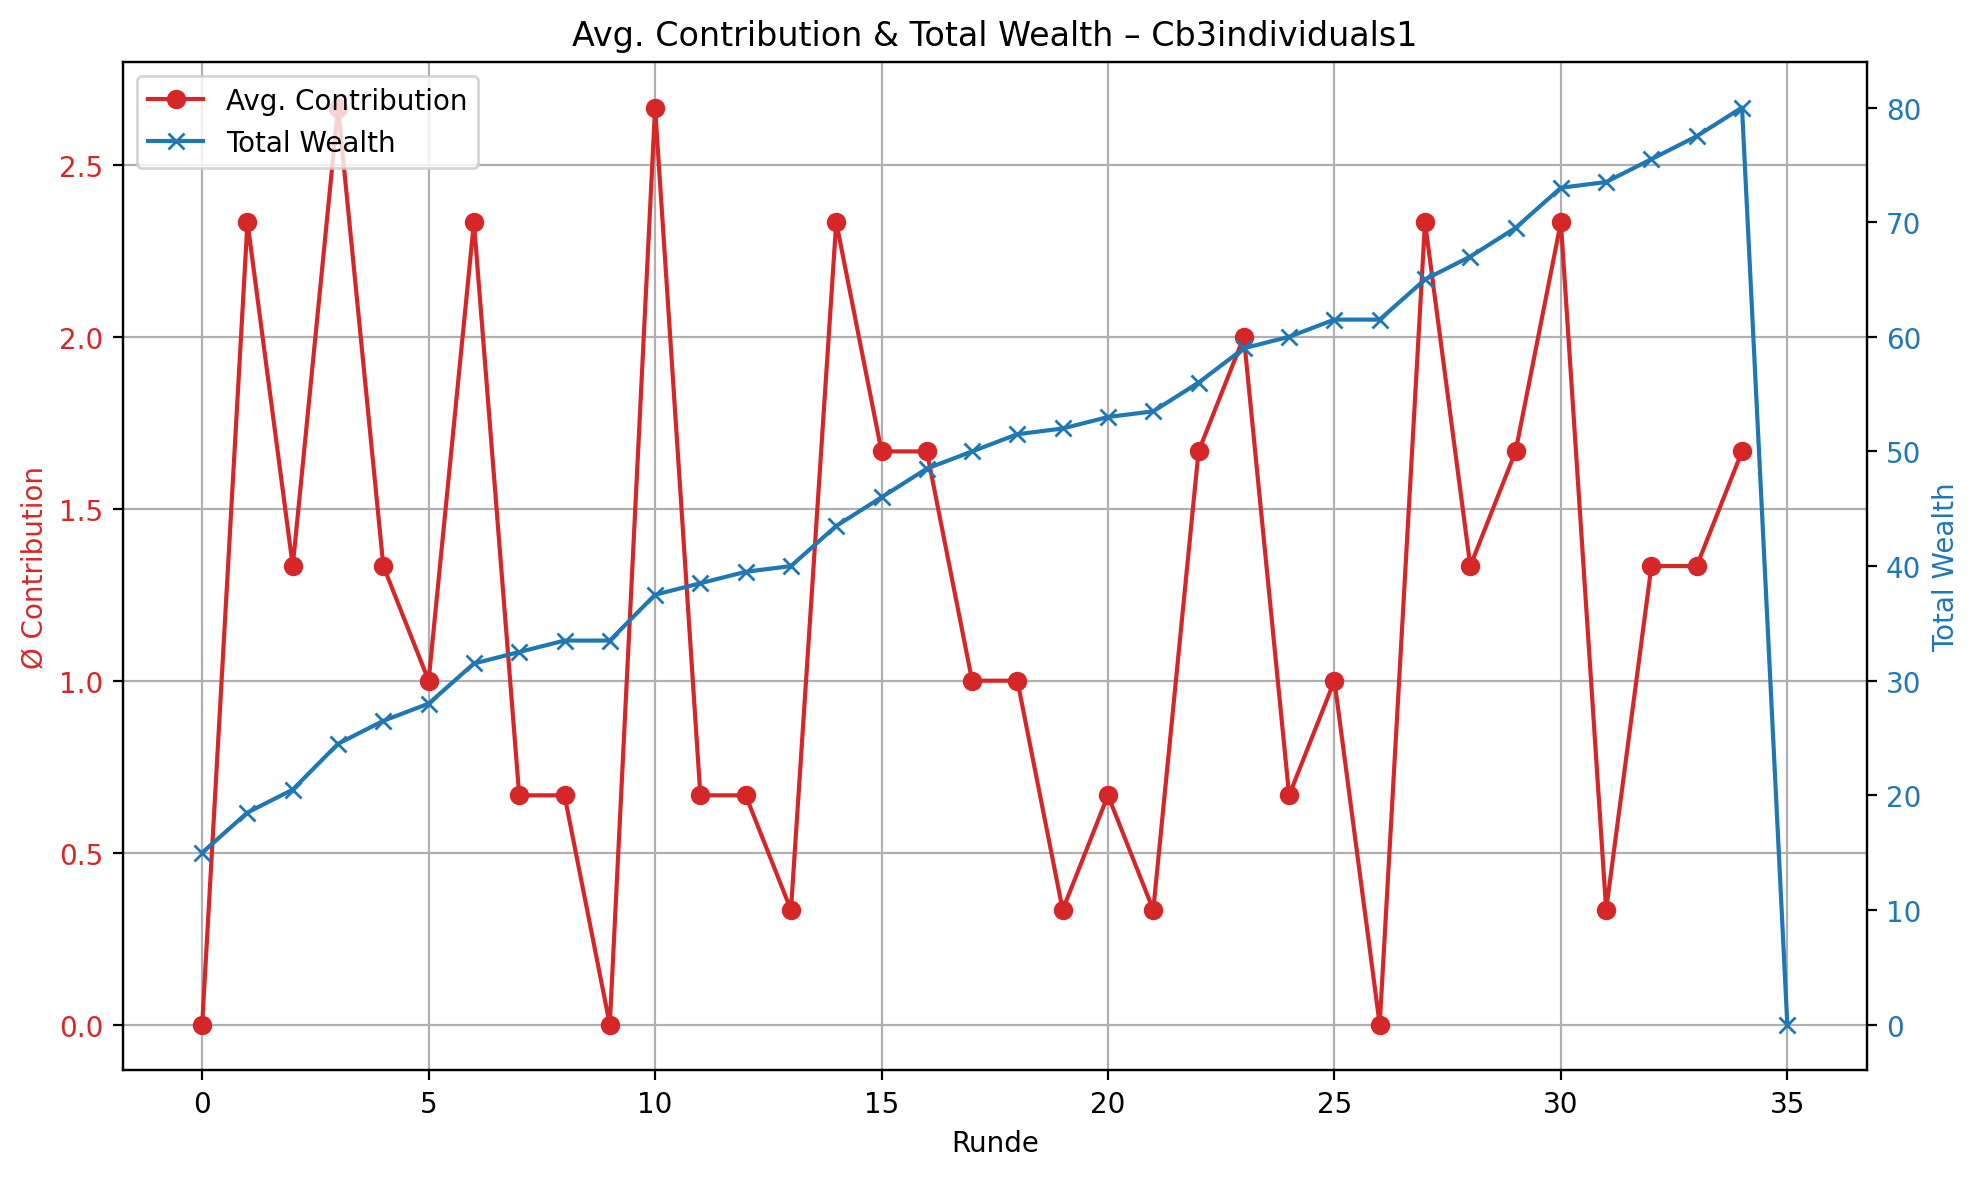 Avg. Contribution & Total Wealth – Cb3individuals1
Avg. Contribution
Total Wealth
2.5
2.0
1.5
1.0
0.5
0.0
Ø Contribution
80
70
60
50
40
30
20
10
0
Total Wealth
0 5 10 15 20 25 30 35
Runde